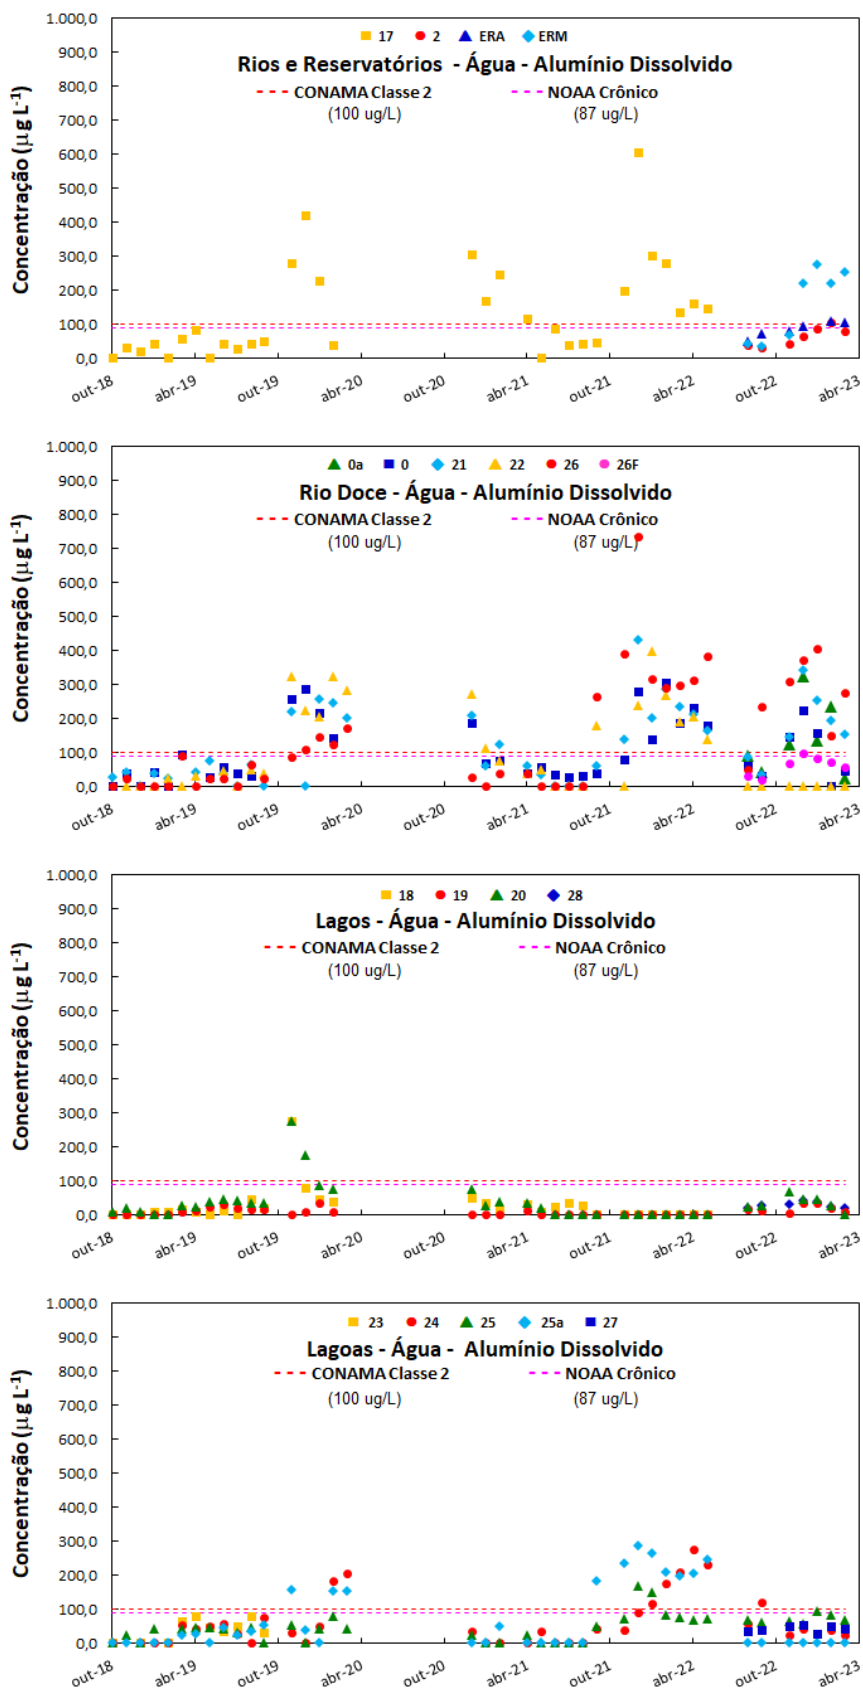 1.000,0
17 2 ERA ERM
900,0
Rios e Reservatórios - Água - Alumínio Dissolvido
800,0
CONAMA Classe 2 NOAA Crônico
(100 ug/L) (87 ug/L)
700,0
600,0
500,0
400,0
300,0
200,0
100,0
0,0
Concentração (µg L-1)
out-18 abr-19 out-19 abr-20 out-20 abr-21 out-21 abr-22 out-22 abr-23
1.000,0
0a 0 21 22 26 26F
900,0
Rio Doce - Água - Alumínio Dissolvido
800,0
CONAMA Classe 2 NOAA Crônico
(100 ug/L) (87 ug/L)
700,0
600,0
500,0
400,0
300,0
200,0
100,0
0,0
Concentração (µg L-1)
out-18 abr-19 out-19 abr-20 out-20 abr-21 out-21 abr-22 out-22 abr-23
1.000,0
18 19 20 28
900,0
Lagos - Água - Alumínio Dissolvido
800,0
CONAMA Classe 2 NOAA Crônico
(100 ug/L) (87 ug/L)
700,0
600,0
500,0
400,0
300,0
200,0
100,0
0,0
Concentração (µg L-1)
out-18 abr-19 out-19 abr-20 out-20 abr-21 out-21 abr-22 out-22 abr-23
1.000,0
23 24 25 25a 27
900,0
Lagoas - Água - Alumínio Dissolvido
800,0
CONAMA Classe 2 NOAA Crônico
(100 ug/L) (87 ug/L)
700,0
600,0
500,0
400,0
300,0
200,0
100,0
0,0
Concentração (µg L-1)
out-18 abr-19 out-19 abr-20 out-20 abr-21 out-21 abr-22 out-22 abr-23